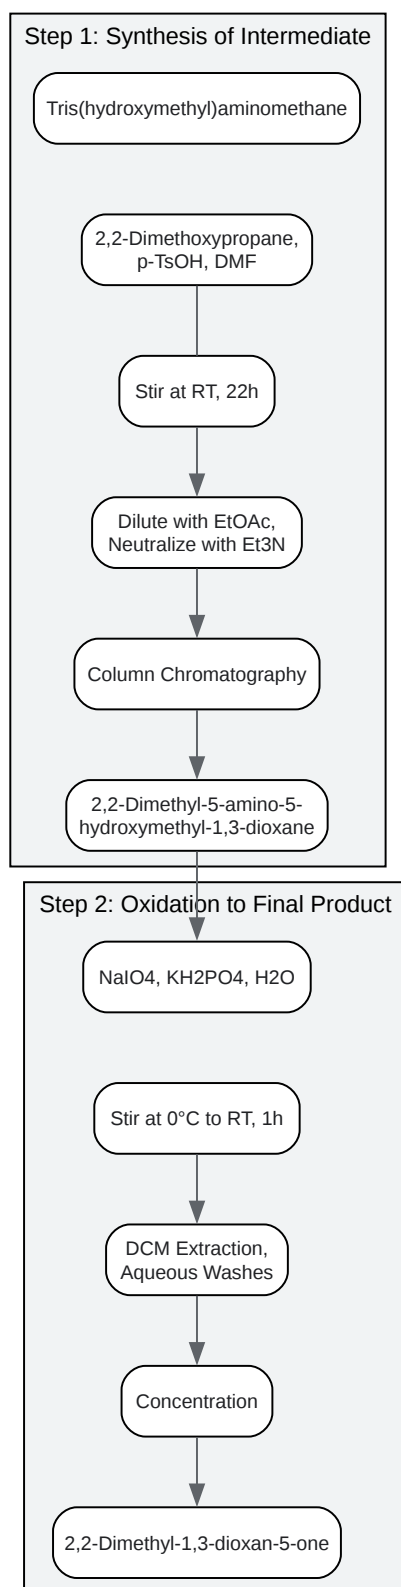 Step 1: Synthesis of Intermediate
Tris(hydroxymethyl)aminomethane
2,2-Dimethoxypropane,
p-TsOH, DMF
Stir at RT, 22h
Dilute with EtOAc,
Neutralize with Et3N
Column Chromatography
2,2-Dimethyl-5-amino-5-
hydroxymethyl-1,3-dioxane
Step 2: Oxidation to Final Product
NaIO4, KH2PO4, H2O
Stir at 0°C to RT, 1h
DCM Extraction,
Aqueous Washes
Concentration
2,2-Dimethyl-1,3-dioxan-5-one